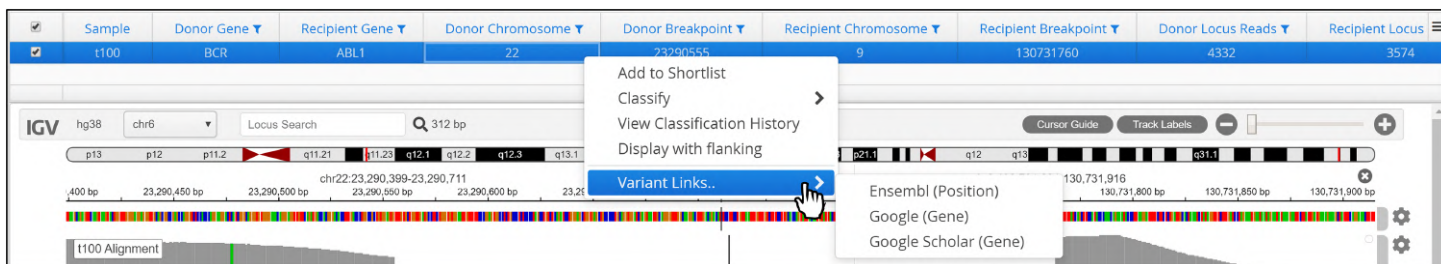 Sample Donor Gene Recipient Gene Donor Chromosome Donor Breakpoint Recipient Chromosome Recipient Breakpoint Donor Locus Reads Recipient Locus
t100 BCR ABL1 22 23290555 9 130731760 4332 3574
Add to Shortlist
Classify
View Classification History
Display with flanking
Variant Links..
Ensembl (Position)
Google (Gene)
Google Scholar (Gene)
IGV hg38 chr6 Locus Search 312 bp Cursor Guide Track Labels
p13 p12 p11.2 q11.21 q11.23 q12.1 q12.2 q12.3 q13.1 p21.1 q12 q13 q31.1
chr22:23,290,399-23,290,711 130,731,916
,400 bp 23,290,450 bp 23,290,500 bp 23,290,550 bp 23,290,600 bp 23,29 130,731,800 bp 130,731,850 bp 130,731,900 bp
t100 Alignment